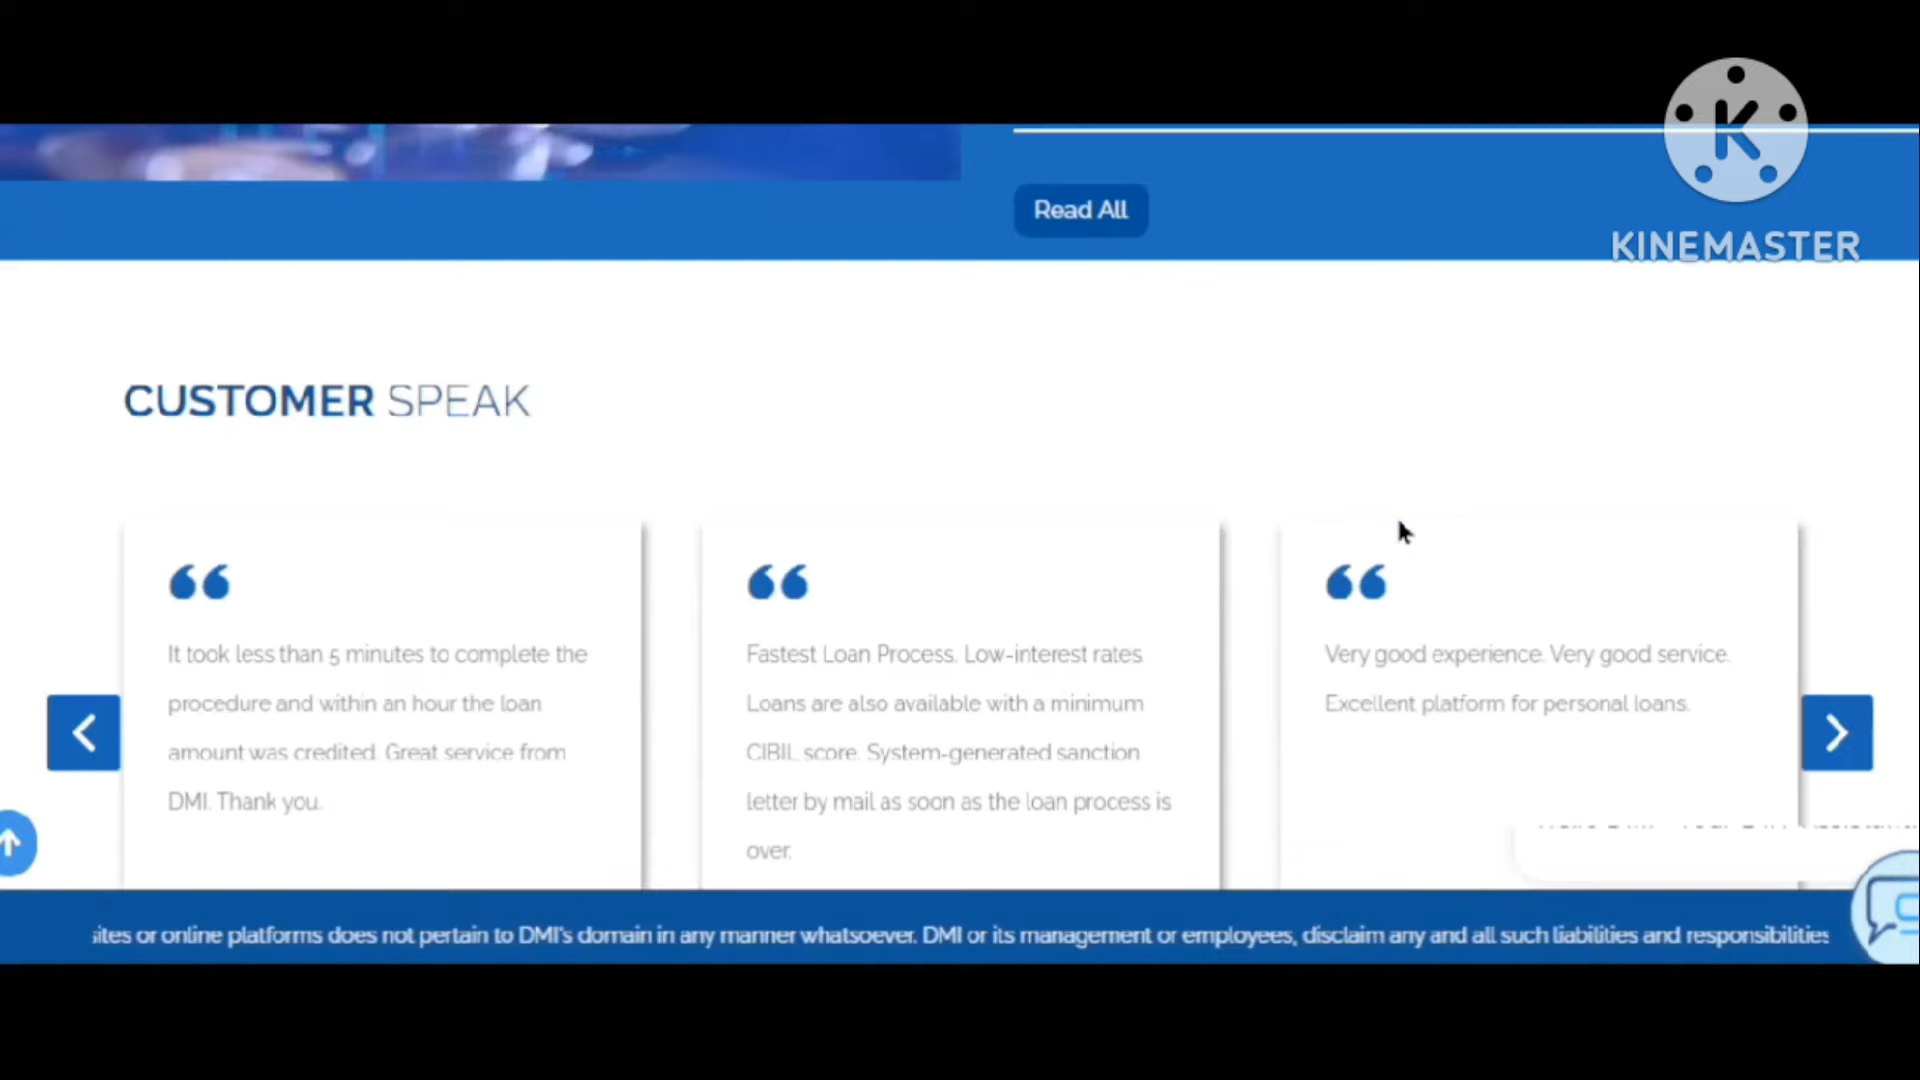 K
KINEMASTER
Read All
CUSTOMER SPEAK
It took less than 5 minutes to complete the
procedure and within an hour the loan
amount was credited. Great service from
DMI. Thank you.
Fastest Loan Process. Low-interest rates
Loans are also available with a minimum
CIBIL score. System-generated sanction
letter by mail as soon as the loan process is
over.
Very good experience. Very good service.
Excellent platform for personal loans.
sites or online platforms does not pertain to DMI's domain in any manner whatsoever. DMI or its management or employees, disclaim any and all such liabilities and responsibilities